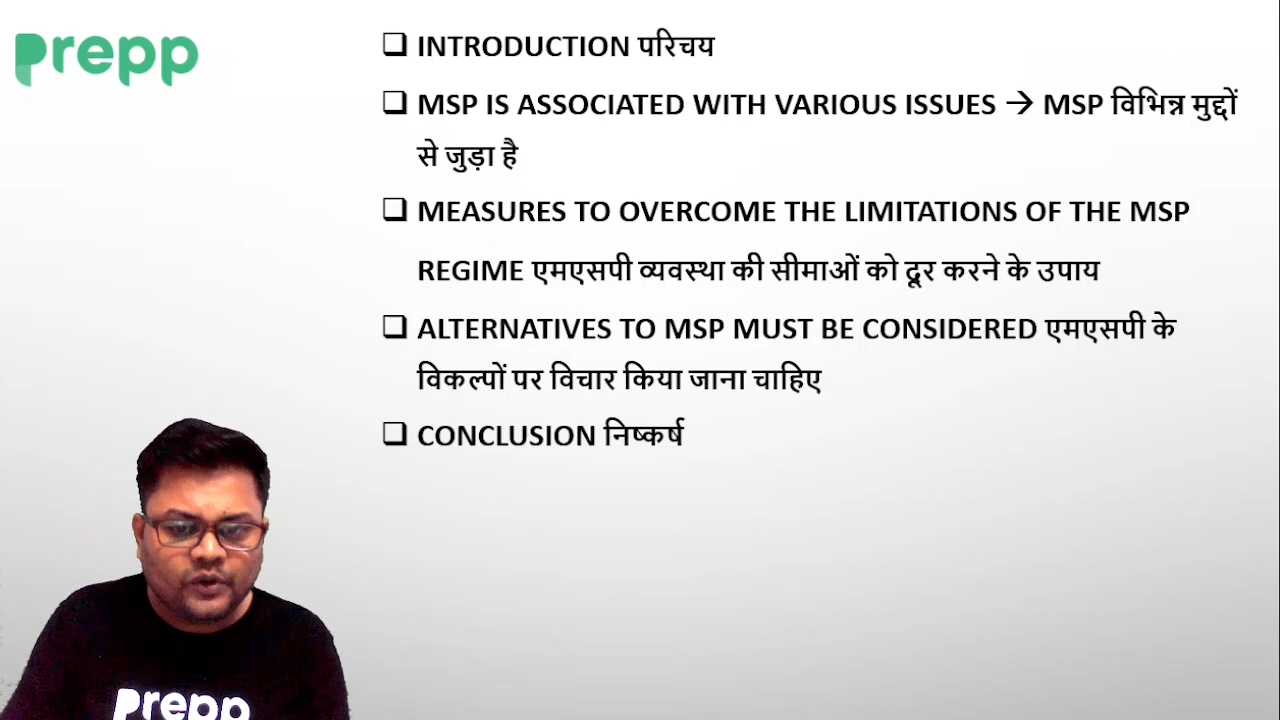 prepp
INTRODUCTION परिचय
MSP IS ASSOCIATED WITH VARIOUS ISSUES → MSP विभिन्न मुद्दों
से जुड़ा है
MEASURES TO OVERCOME THE LIMITATIONS OF THE MSP
REGIME एमएसपी व्यवस्था की सीमाओं को दूर करने के उपाय
ALTERNATIVES TO MSP MUST BE CONSIDERED एमएसपी के
विकल्पों पर विचार किया जाना चाहिए
CONCLUSION निष्कर्ष
prepp